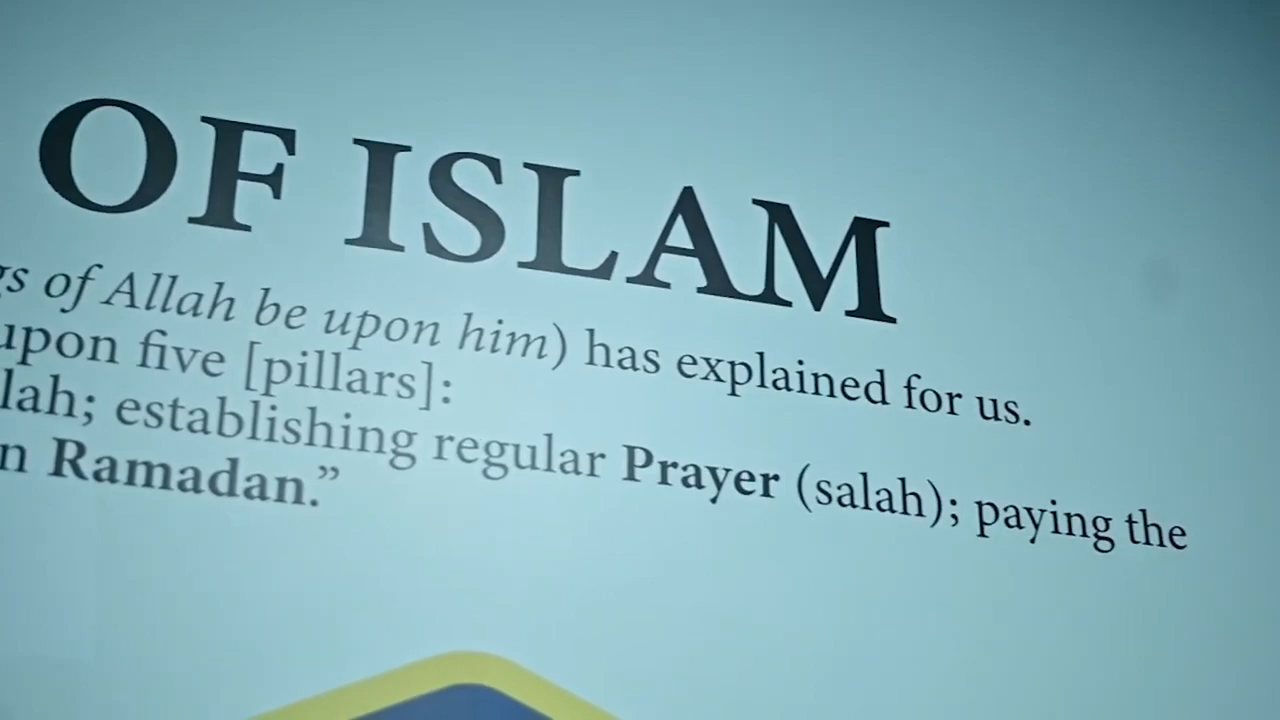 OF ISLAM
of Allah be upon him) has explained for us.
upon five [pillars]:
establishing regular Prayer (salah); paying the
Ramadan.”